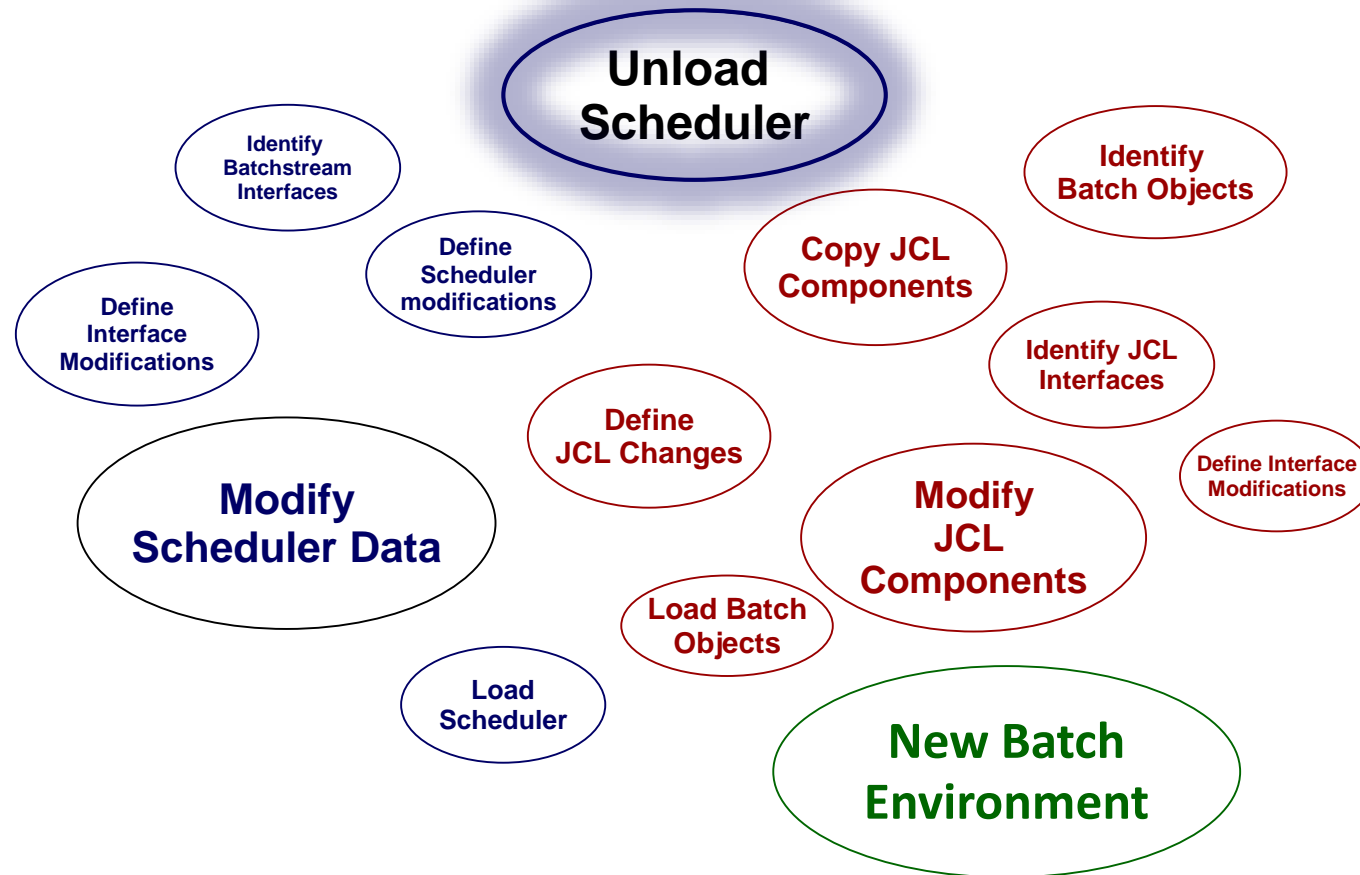 Unload
Scheduler
Identify
Batchstream
Interfaces
Identify
Batch Objects
Define
Scheduler
modifications
Copy JCL
Components
Define
Interface
Modifications
Identify JCL
Interfaces
Define
JCL Changes
Define Interface
Modifications
Modify
Scheduler Data
Modify
JCL
Components
Load Batch
Objects
Load
Scheduler
New Batch
Environment